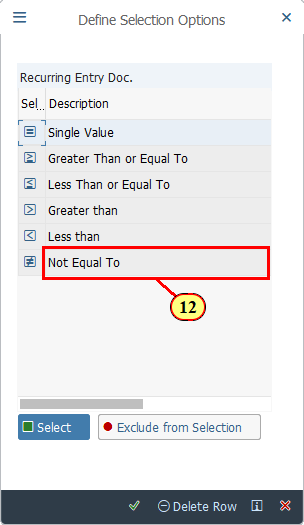 Define Selection Options
Recurring Entry Doc.
Sel.. Description
Single Value
Greater Than or Equal To
Less Than or Equal To
Greater than
Less than
Not Equal To
12
Select Exclude from Selection
Delete Row